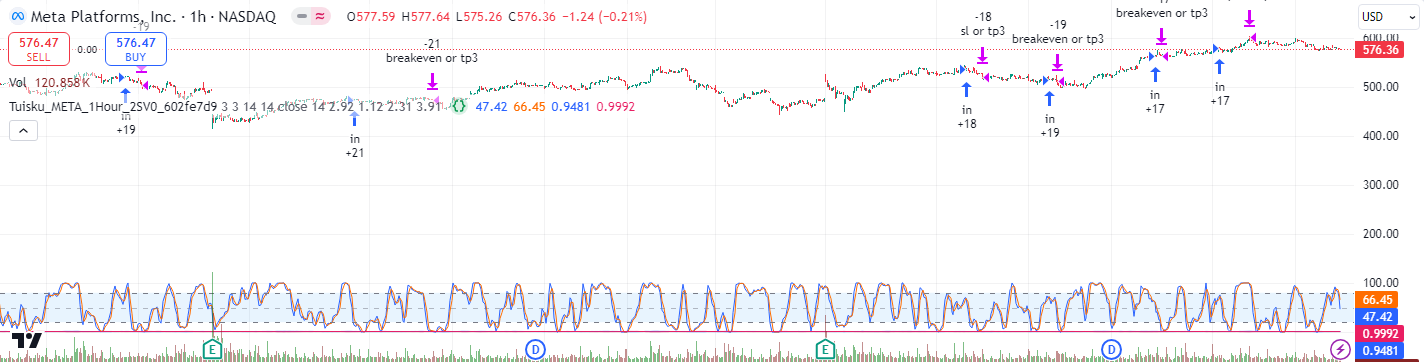 Meta Platforms, Inc. · 1h · NASDAQ
O577.59 H577.64 L575.26 C576.36 −1.24 (−0.21%)
USD
576.47
SELL
0.00
576.47
BUY
Vol 120.858K
Tuisku_META_1Hour_2SV0_602fe7d9 3 3 14 14 close 14 2.92 1.12 2.31 3.91 47.42 66.45 0.9481 0.9992
-19
in
+19
-21
breakeven or tp3
in
+21
-18
sl or tp3
in
+18
-19
breakeven or tp3
in
+19
breakeven or tp3
in
+17
in
+17
600.00
576.36
500.00
400.00
300.00
200.00
100.00
66.45
47.42
0.9992
0.9481
E
D
E
D